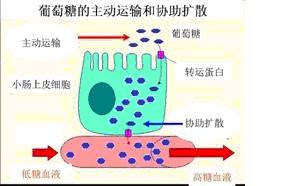 葡萄糖的主动运输和协助扩散
主动运输
葡萄糖
转运蛋白
小肠上皮细胞
协助扩散
低糖血液
高糖血液